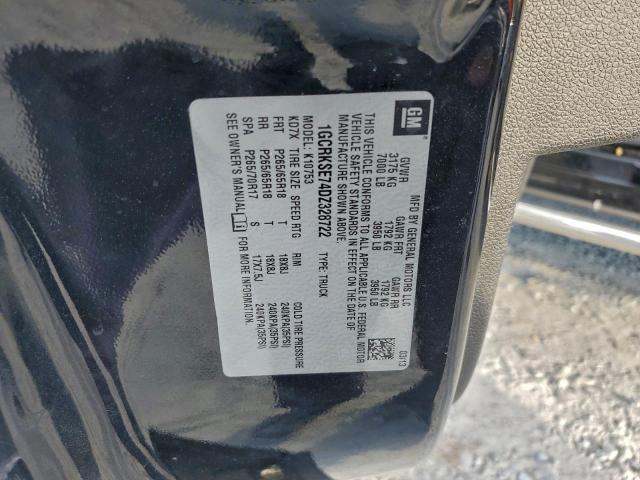 GM
MFD BY GENERAL MOTORS LLC 03/13
GVWR GAWR FRT GAWR RR
3175 KG 1792 KG 1792 KG
7000 LB 3950 LB 3950 LB
THIS VEHICLE CONFORMS TO ALL APPLICABLE U.S. FEDERAL MOTOR
VEHICLE SAFETY STANDARDS IN EFFECT ON THE DATE OF
MANUFACTURE SHOWN ABOVE.
1GCRKSE74DZ328722 TYPE: TRUCK
MODEL: K10753
KD7X TIRE SIZE SPEED RTG RIM COLD TIRE PRESSURE
FRT P265/65R18 T 18X8J 240KPA(35PSI)
RR P265/65R18 T 18X8J 240KPA(35PSI)
SPA P265/70R17 S 17X7.5J 240KPA(35PSI)
SEE OWNER'S MANUAL